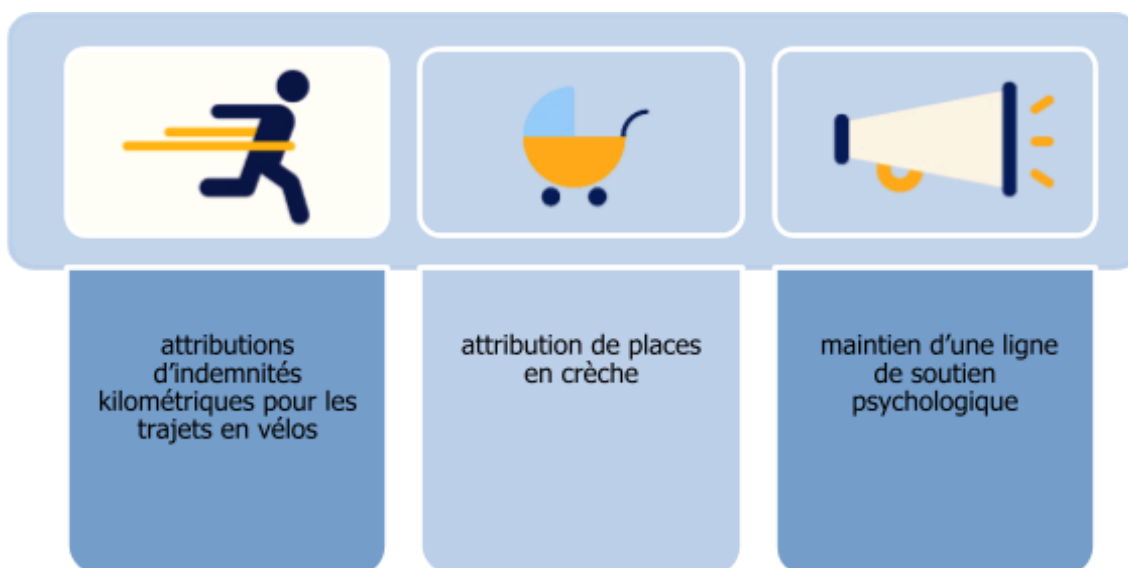 attributions
d'indemnités
kilométriques pour les
trajets en vélos
attribution de places
en crèche
maintien d'une ligne
de soutien
psychologique